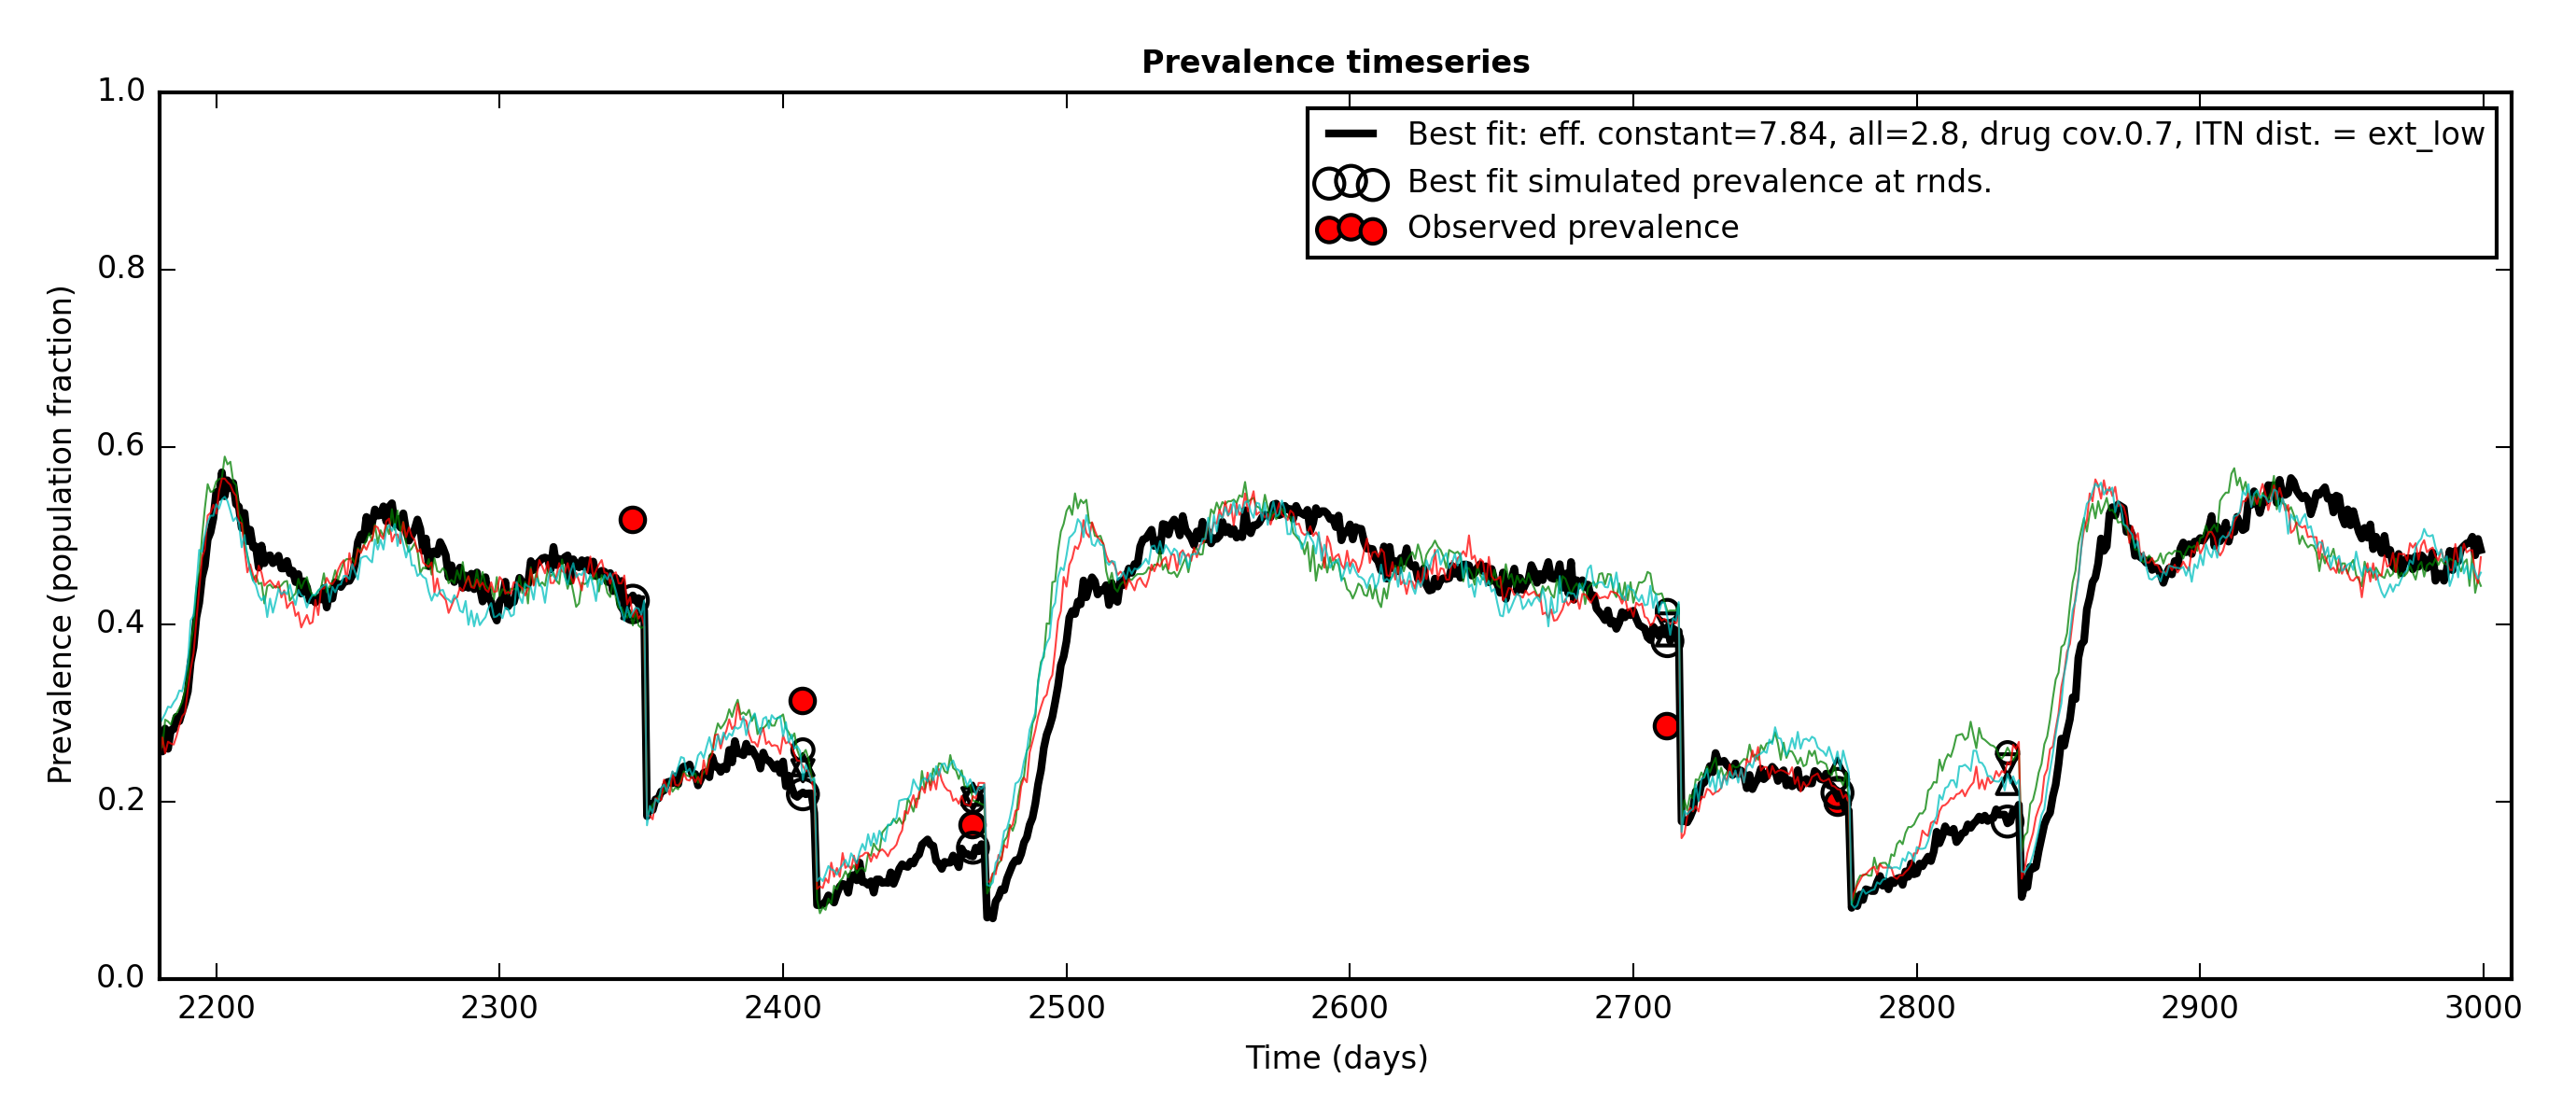 Prevalence timeseries
1.0
0.8
0.6
0.4
0.2
0.0
Prevalence (population fraction)
Best fit: eff. constant=7.84, all=2.8, drug cov.0.7, ITN dist. = ext_low
Best fit simulated prevalence at rnds.
Observed prevalence
2200 2300 2400 2500 2600 2700 2800 2900 3000
Time (days)